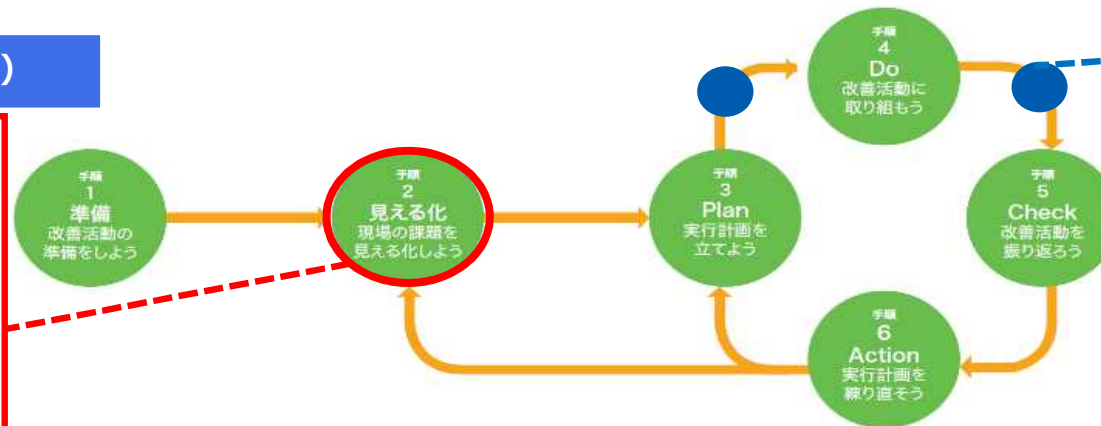 )
手順
1
準備
改善活動の
準備をしよう
手順
2
見える化
現場の課題を
見える化しよう
手順
3
Plan
実行計画を
立てよう
手順
4
Do
改善活動に
取り組もう
手順
5
Check
改善活動を
振り返ろう
手順
6
Action
実行計画を
練り直そう